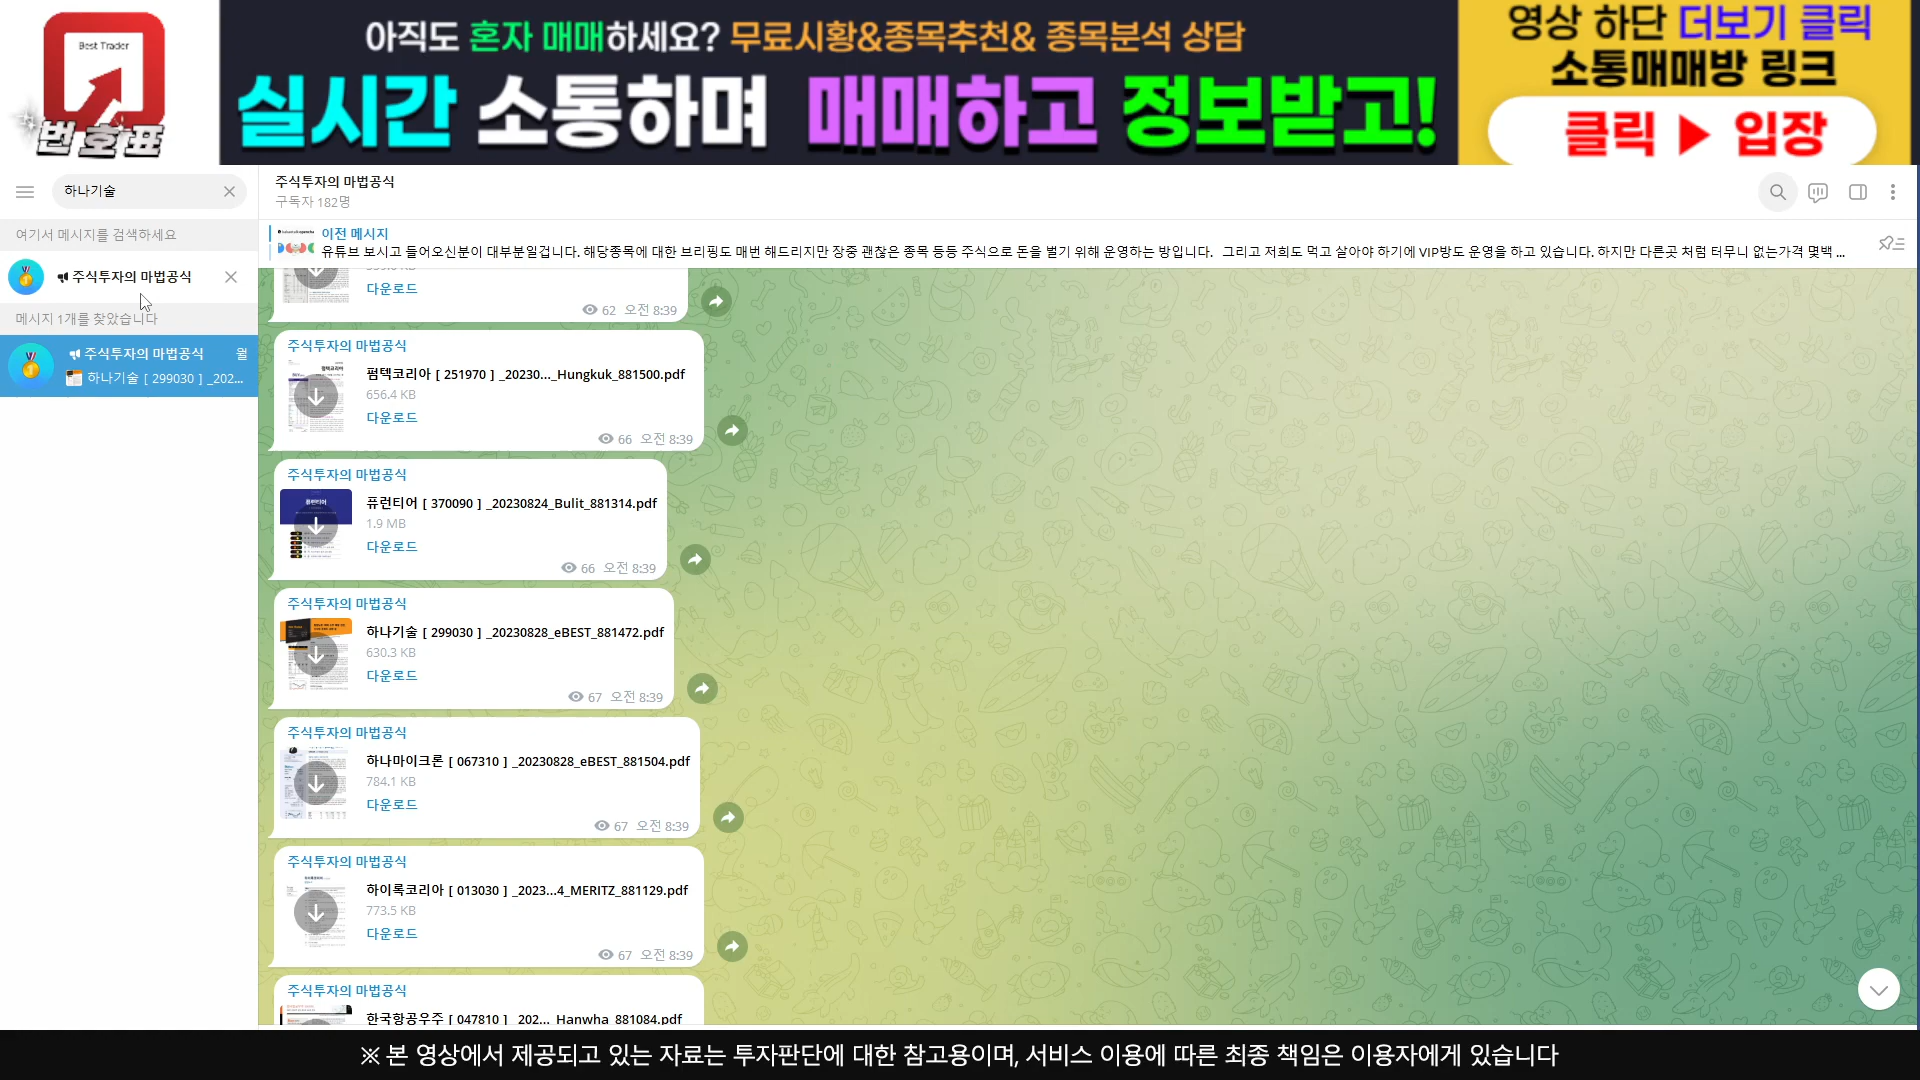 Best Trader
번호표
아직도 혼자 매매하세요? 무료시황&종목추천& 종목분석 상담
실시간 소통하며 매매하고 정보받고!
영상 하단 더보기 클릭
소통매매방 링크
클릭 ▶ 입장
하나기술
여기서 메시지를 검색하세요
주식투자의 마법공식
메시지 1개를 찾았습니다
주식투자의 마법공식 월
하나기술 [ 299030 ] _202...
주식투자의 마법공식
구독자 182명
이전 메시지
유튜브 보시고 들어오신분이 대부분일겁니다. 해당종목에 대한 브리핑도 매번 해드리지만 장중 괜찮은 종목 등등 주식으로 돈을 벌기 위해 운영하는 방입니다. 그리고 저희도 먹고 살아야 하기에 VIP방도 운영을 하고 있습니다. 하지만 다른곳 처럼 터무니 없는가격 몇백 ...
다운로드
62 오전 8:39
주식투자의 마법공식
펌텍코리아 [ 251970 ] _20230..._Hungkuk_881500.pdf
656.4 KB
다운로드
66 오전 8:39
주식투자의 마법공식
퓨런티어 [ 370090 ] _20230824_Bulit_881314.pdf
1.9 MB
다운로드
66 오전 8:39
주식투자의 마법공식
하나기술 [ 299030 ] _20230828_eBEST_881472.pdf
630.3 KB
다운로드
67 오전 8:39
주식투자의 마법공식
하나마이크론 [ 067310 ] _20230828_eBEST_881504.pdf
784.1 KB
다운로드
67 오전 8:39
주식투자의 마법공식
하이록코리아 [ 013030 ] _2023...4_MERITZ_881129.pdf
773.5 KB
다운로드
67 오전 8:39
주식투자의 마법공식
한국항공우주 [ 047810 ] _202..._Hanwha_881084.pdf
※ 본 영상에서 제공되고 있는 자료는 투자판단에 대한 참고용이며, 서비스 이용에 따른 최종 책임은 이용자에게 있습니다